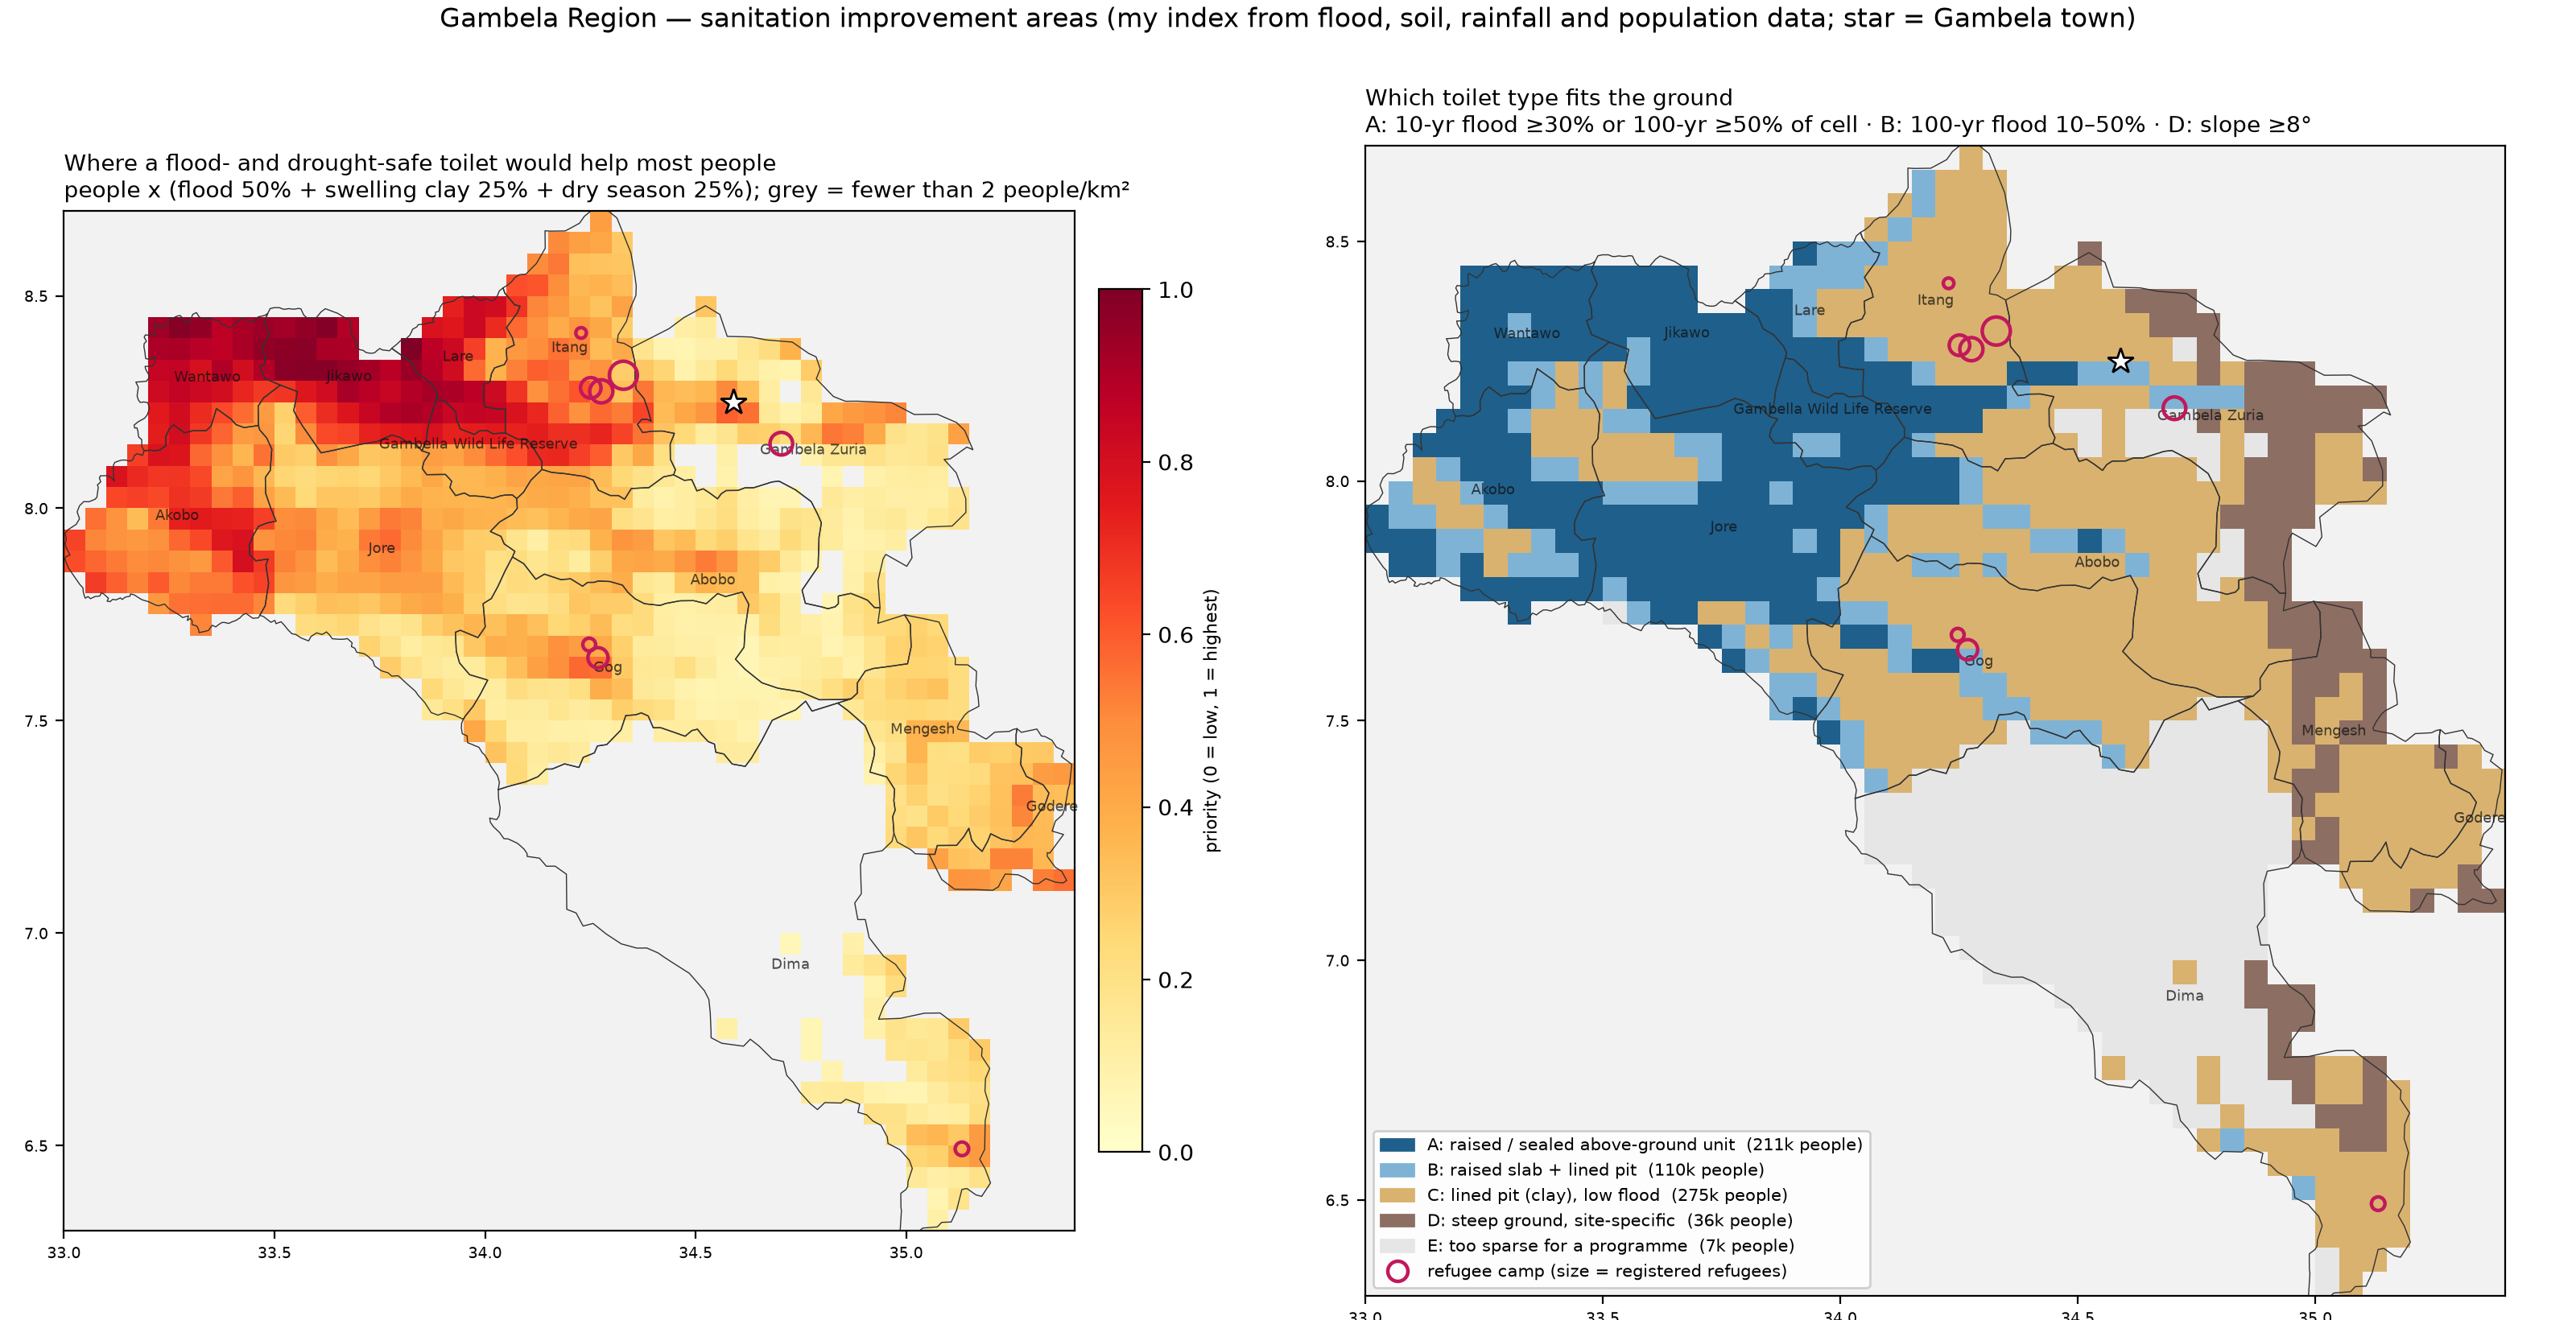 Gambela Region — sanitation improvement areas (my index from flood, soil, rainfall and population data; star = Gambela town)
Where a flood- and drought-safe toilet would help most people
people x (flood 50% + swelling clay 25% + dry season 25%); grey = fewer than 2 people/km²
8.5
8.0
7.5
7.0
6.5
33.0
33.5
34.0
34.5
35.0
Wantawo
Jikawo
Lare
Itang
Gambella Wild Life Reserve
Gambela Zuria
Akobo
Jore
Abobo
Gog
Mengesh
Godere
Dima
1.0
0.8
0.6
0.4
0.2
0.0
priority (0 = low, 1 = highest)
Which toilet type fits the ground
A: 10-yr flood ≥30% or 100-yr ≥50% of cell · B: 100-yr flood 10–50% · D: slope ≥8°
8.5
8.0
7.5
7.0
6.5
Itang
Lare
Wantawo
Jikawo
Gambella Wild Life Reserve
Gambela Zuria
Akobo
Jore
Abobo
Gog
Mengesh
Godere
Dima
A: raised / sealed above-ground unit (211k people)
B: raised slab + lined pit (110k people)
C: lined pit (clay), low flood (275k people)
D: steep ground, site-specific (36k people)
E: too sparse for a programme (7k people)
refugee camp (size = registered refugees)
33.0
33.5
34.0
34.5
35.0